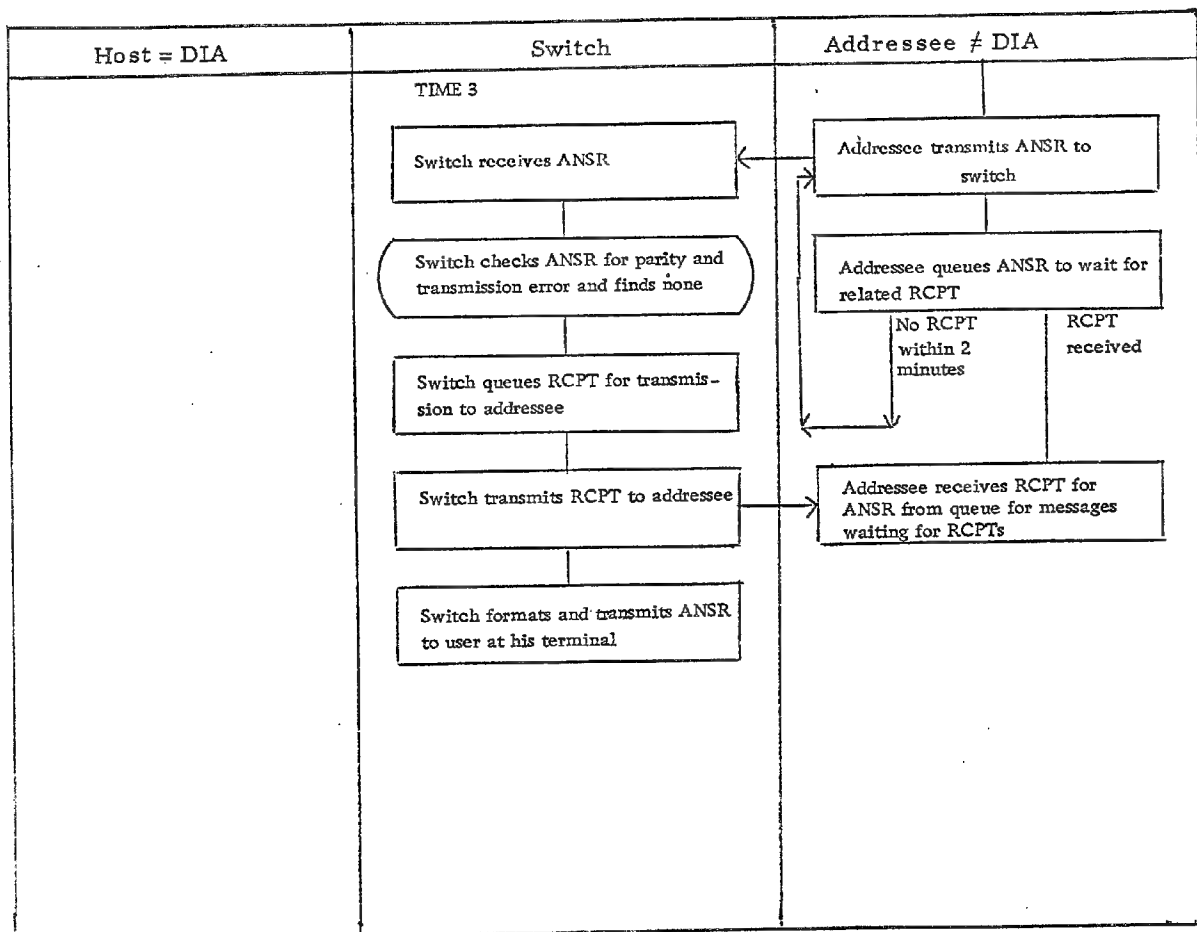 Host = DIA
Switch
Addressee ≠ DIA
TIME 3
Switch receives ANSR
Switch checks ANSR for parity and
transmission error and finds none
Switch queues RCPT for transmis-
sion to addressee
Switch transmits RCPT to addressee
Switch formats and transmits ANSR
to user at his terminal
Addressee transmits ANSR to
switch
Addressee queues ANSR to wait for
related RCPT
No RCPT
within 2
minutes
RCPT
received
Addressee receives RCPT for
ANSR from queue for messages
waiting for RCPTs